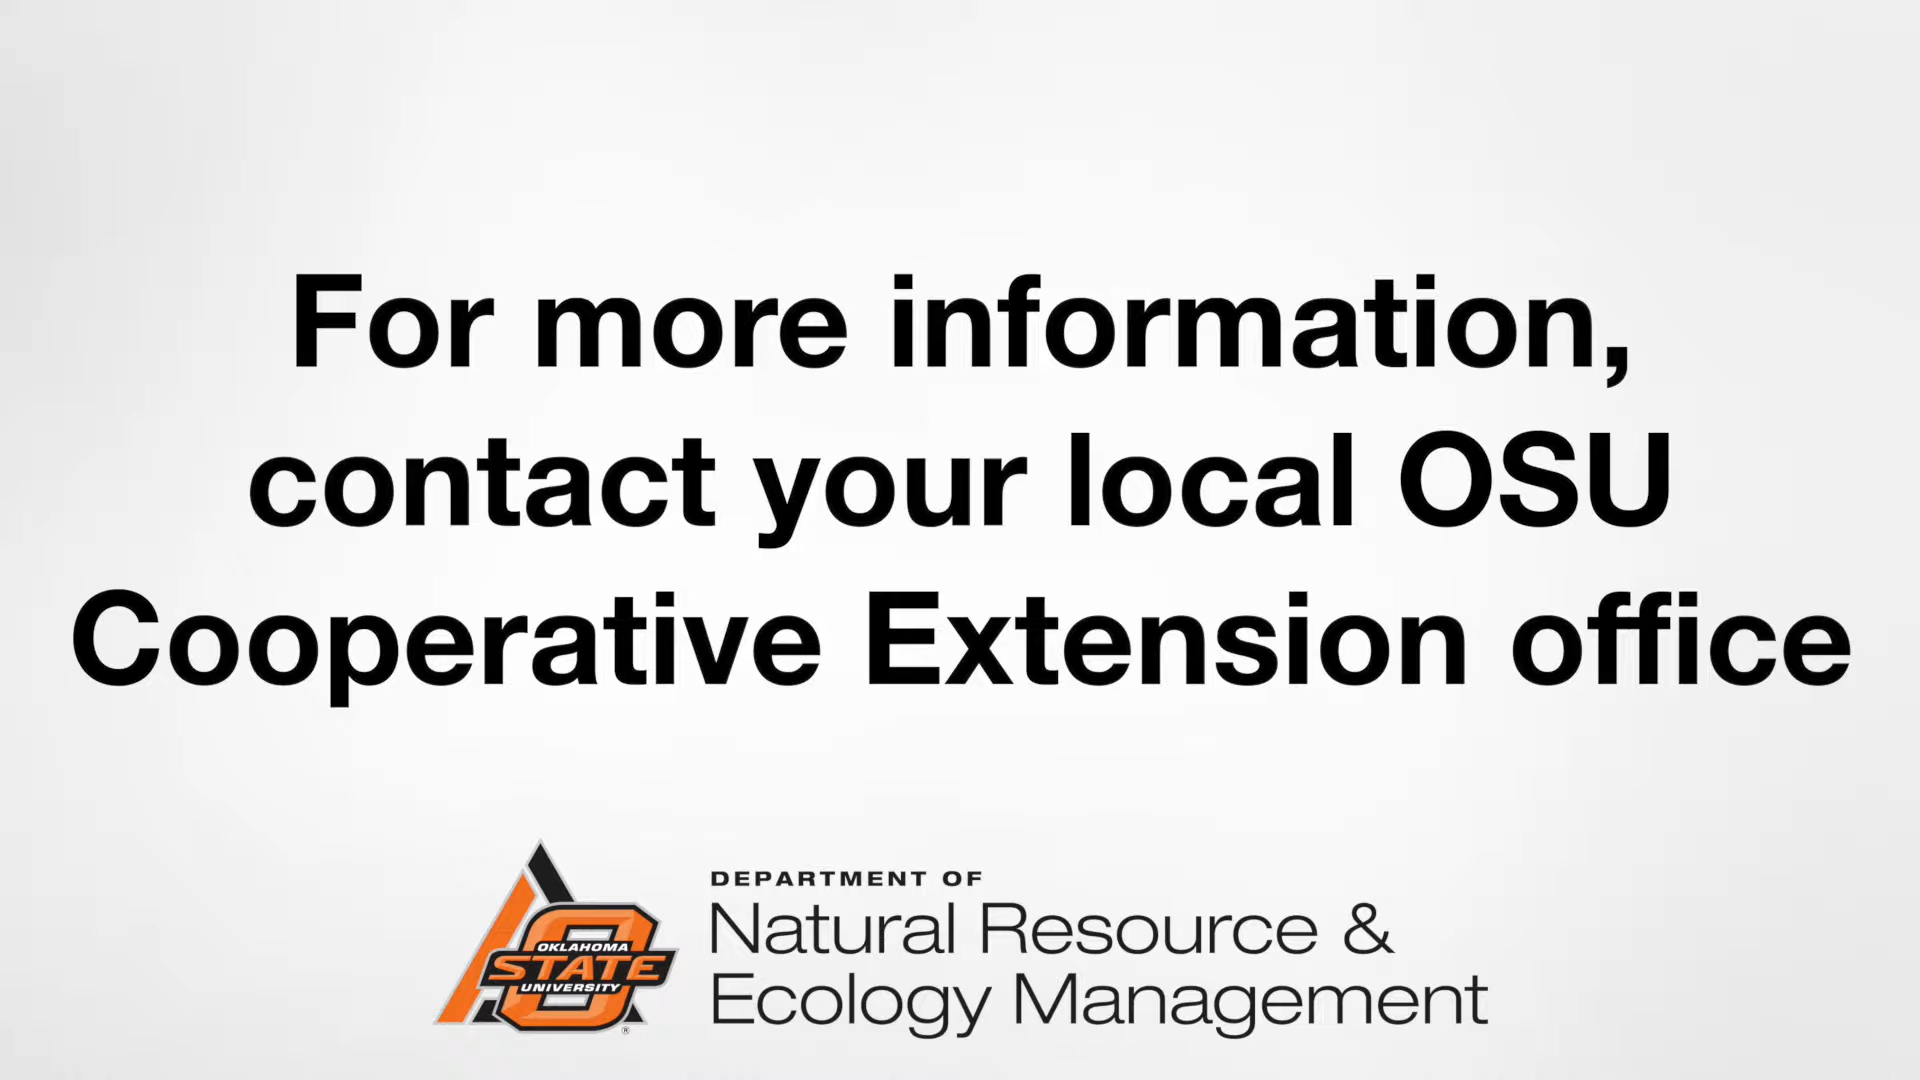 For more information,
contact your local OSU
Cooperative Extension office
DEPARTMENT OF
Natural Resource &
Ecology Management
OKLAHOMA
STATE
UNIVERSITY
®